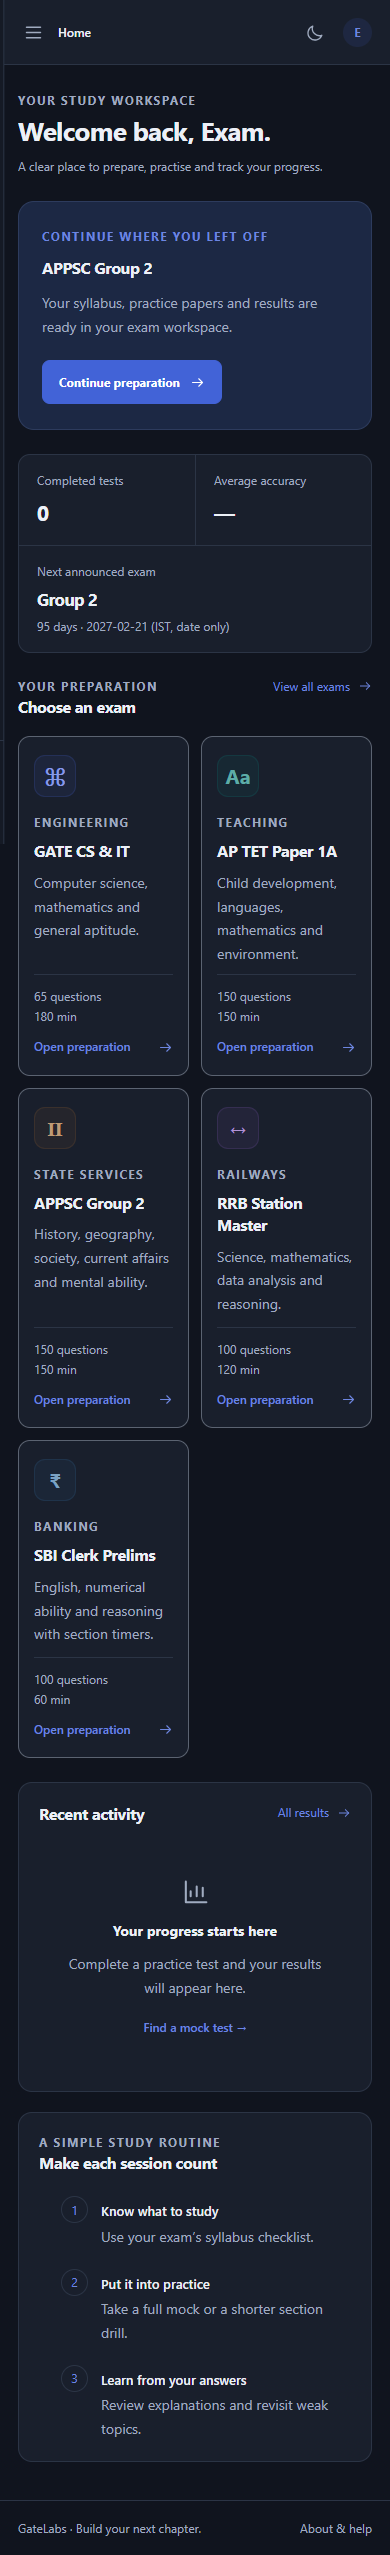 Home
E
YOUR STUDY WORKSPACE
Welcome back, Exam.
A clear place to prepare, practise and track your progress.
CONTINUE WHERE YOU LEFT OFF
APPSC Group 2
Your syllabus, practice papers and results are
ready in your exam workspace.
Continue preparation →
Completed tests
0
Average accuracy
—
Next announced exam
Group 2
95 days · 2027-02-21 (IST, date only)
YOUR PREPARATION
Choose an exam
View all exams →
⌘
ENGINEERING
GATE CS & IT
Computer science,
mathematics and
general aptitude.
65 questions
180 min
Open preparation →
Aa
TEACHING
AP TET Paper 1A
Child development,
languages,
mathematics and
environment.
150 questions
150 min
Open preparation →
II
STATE SERVICES
APPSC Group 2
History, geography,
society, current affairs
and mental ability.
150 questions
150 min
Open preparation →
↔
RAILWAYS
RRB Station
Master
Science, mathematics,
data analysis and
reasoning.
100 questions
120 min
Open preparation →
₹
BANKING
SBI Clerk Prelims
English, numerical
ability and reasoning
with section timers.
100 questions
60 min
Open preparation →
Recent activity
All results →
Your progress starts here
Complete a practice test and your results
will appear here.
Find a mock test →
A SIMPLE STUDY ROUTINE
Make each session count
1
Know what to study
Use your exam’s syllabus checklist.
2
Put it into practice
Take a full mock or a shorter section
drill.
3
Learn from your answers
Review explanations and revisit weak
topics.
GateLabs · Build your next chapter.
About & help